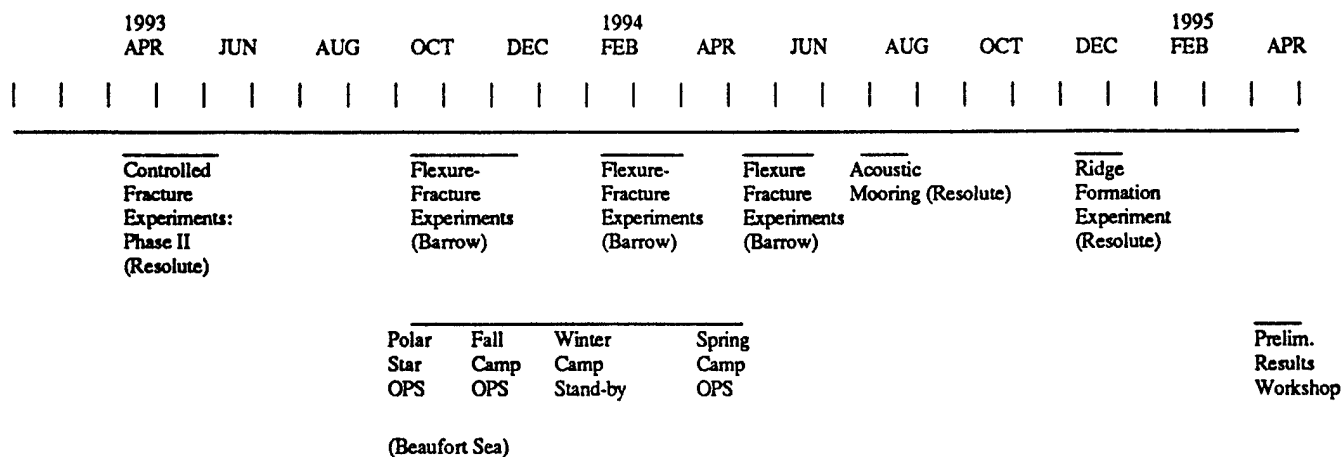 1993 1994 1995
APR JUN AUG OCT DEC FEB APR JUN AUG OCT DEC FEB APR
Controlled
Fracture
Experiments:
Phase II
(Resolute)
Flexure-
Fracture
Experiments
(Barrow)
Flexure-
Fracture
Experiments
(Barrow)
Flexure
Fracture
Experiments
(Barrow)
Acoustic
Mooring (Resolute)
Ridge
Formation
Experiment
(Resolute)
Polar
Star
OPS
Fall
Camp
OPS
Winter
Camp
Stand-by
Spring
Camp
OPS
(Beaufort Sea)
Prelim.
Results
Workshop